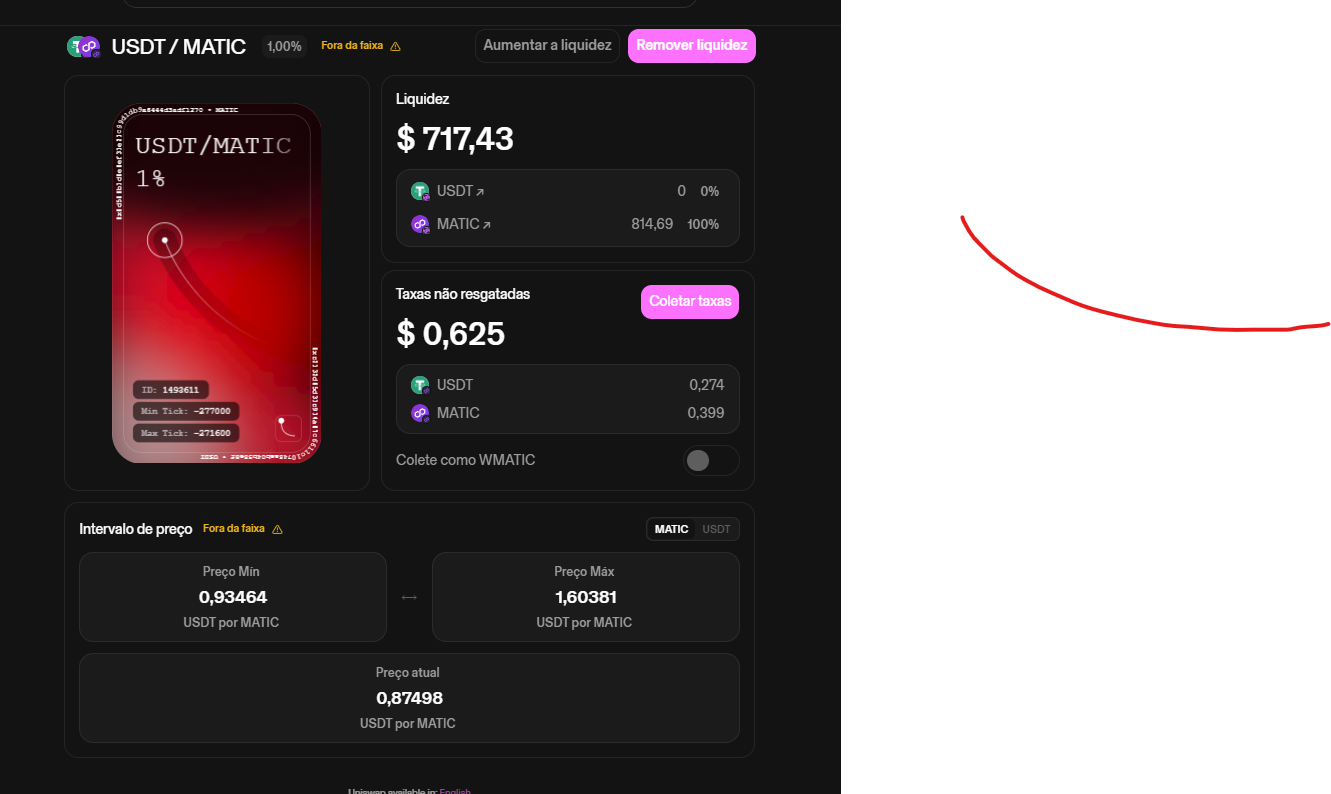 USDT / MATIC 1,00% Fora da faixa Aumentar a liquidez Remover liquidez
USDT/MATIC
1%
ID: 1493611
Min Tick: -277000
Max Tick: -271600
Liquidez
$ 717,43
USDT↗ 0 0%
MATIC↗ 814,69 100%
Taxas não resgatadas Coletar taxas
$ 0,625
USDT 0,274
MATIC 0,399
Colete como WMATIC
Intervalo de preço Fora da faixa MATIC USDT
Preço Mín
0,93464
USDT por MATIC
↔
Preço Máx
1,60381
USDT por MATIC
Preço atual
0,87498
USDT por MATIC
Uniswap available in: English